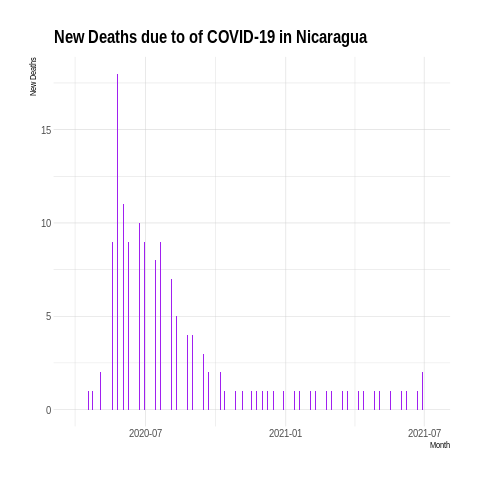 New Deaths due to of COVID-19 in Nicaragua
New Deaths
15
10
5
0
2020-07
2021-01
2021-07
Month